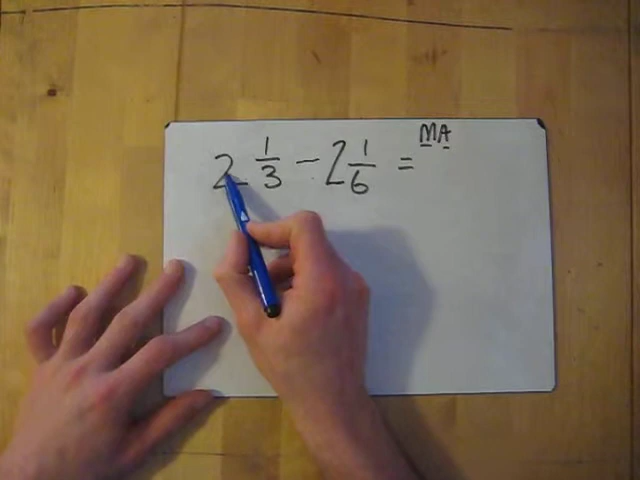 2 1/3 - 2 1/6 = MA